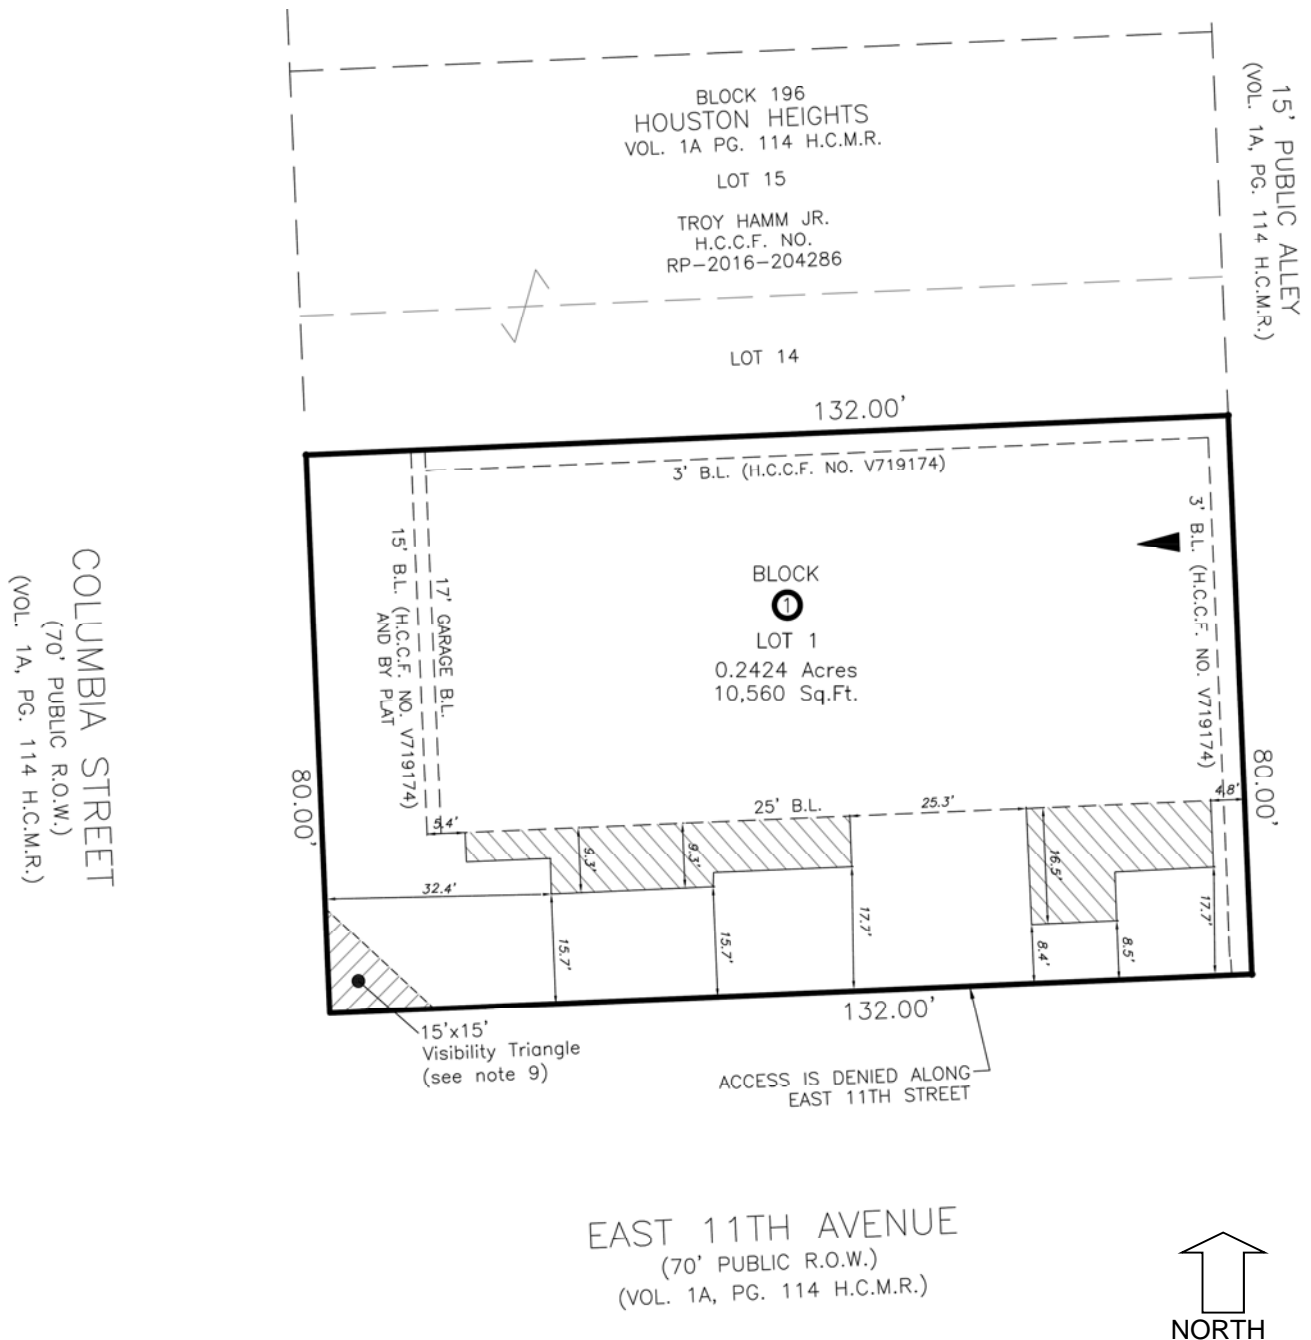 BLOCK 196
HOUSTON HEIGHTS
VOL. 1A PG. 114 H.C.M.R.
LOT 15
TROY HAMM JR.
H.C.C.F. NO.
RP-2016-204286
15' PUBLIC ALLEY
(VOL. 1A, PG. 114 H.C.M.R.)
LOT 14
132.00'
3' B.L. (H.C.C.F. NO. V719174)
3' B.L. (H.C.C.F. NO. V719174)
15' B.L. (H.C.C.F. NO. V719174)
AND BY PLAT
17' GARAGE B.L.
BLOCK
1
LOT 1
0.2424 Acres
10,560 Sq.Ft.
COLUMBIA STREET
(70' PUBLIC R.O.W.)
(VOL. 1A, PG. 114 H.C.M.R.)
80.00'
80.00'
25' B.L.
25.3'
4.8'
5.4'
9.3'
9.3'
16.5'
32.4'
15.7'
15.7'
17.7'
8.4'
8.5'
17.7'
132.00'
15'x15'
Visibility Triangle
(see note 9)
ACCESS IS DENIED ALONG
EAST 11TH STREET
EAST 11TH AVENUE
(70' PUBLIC R.O.W.)
(VOL. 1A, PG. 114 H.C.M.R.)
NORTH